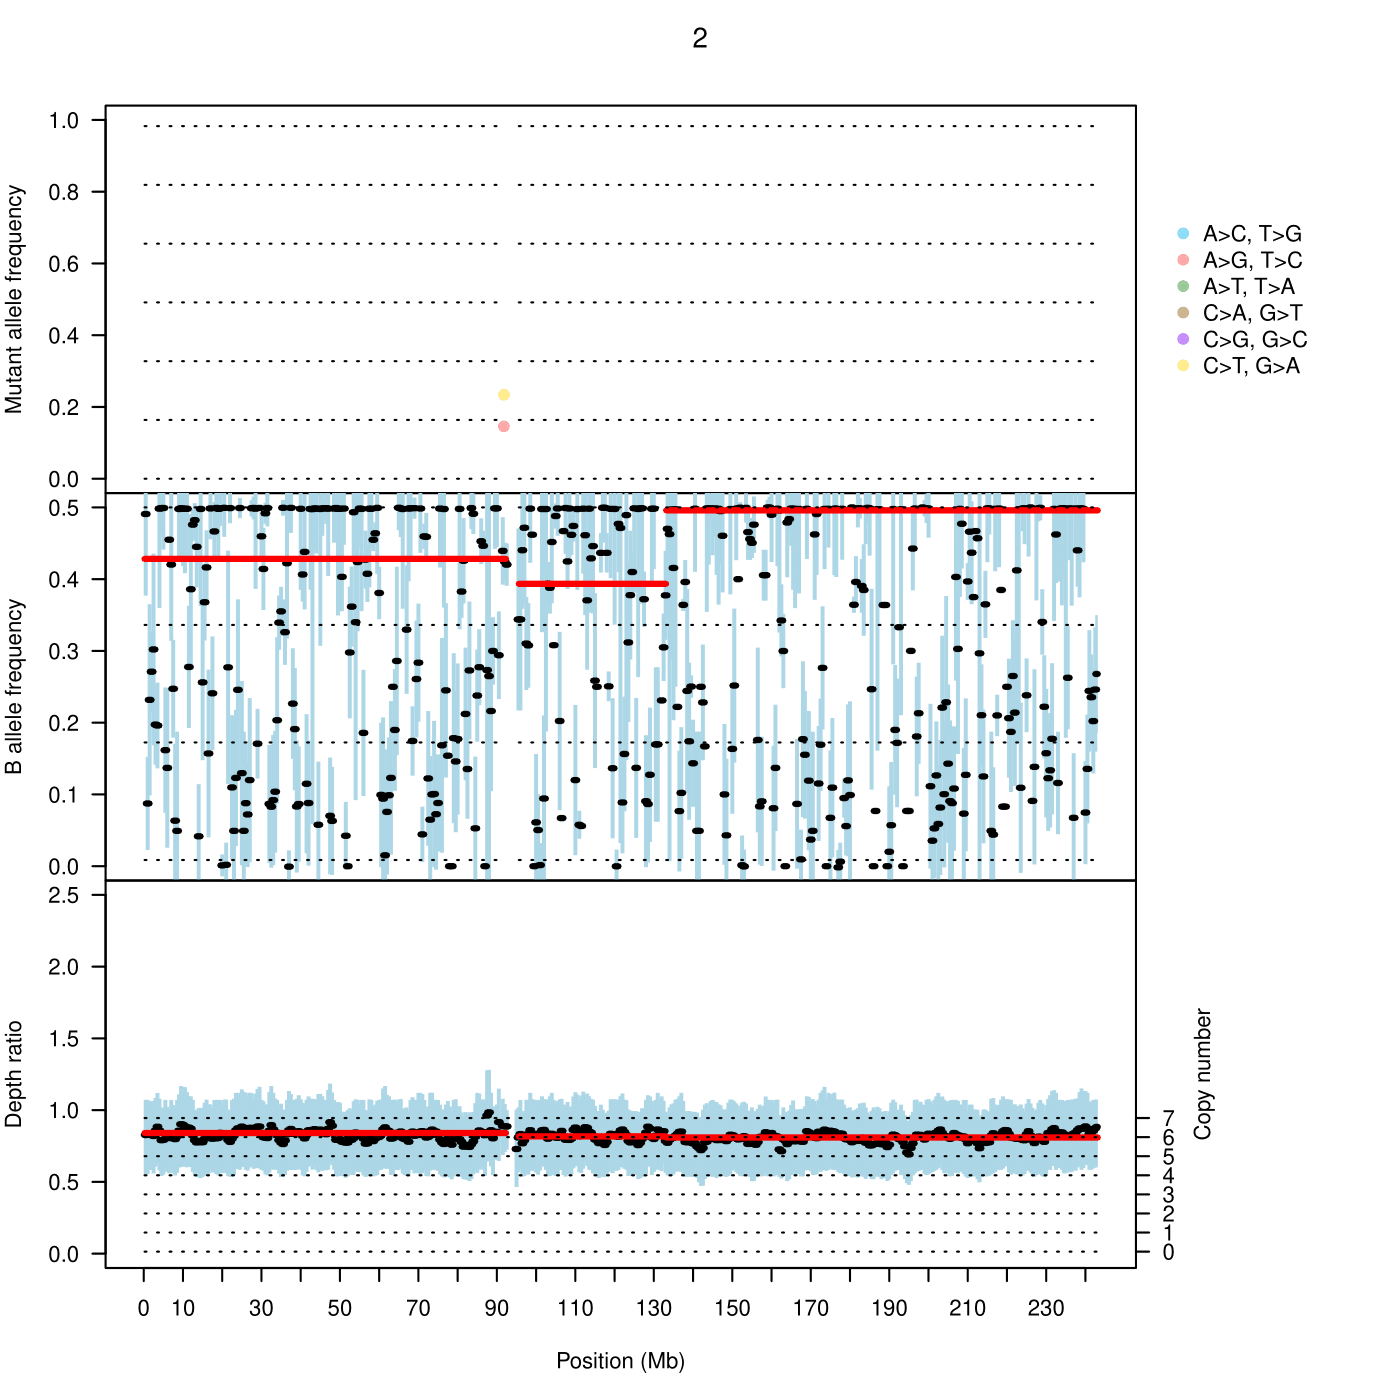 2
Mutant allele frequency
1.0
0.8
0.6
0.4
0.2
0.0
A>C, T>G
A>G, T>C
A>T, T>A
C>A, G>T
C>G, G>C
C>T, G>A
B allele frequency
0.5
0.4
0.3
0.2
0.1
0.0
Depth ratio
2.5
2.0
1.5
1.0
0.5
0.0
Copy number
7
6
5
4
3
2
1
0
0 10 30 50 70 90 110 130 150 170 190 210 230
Position (Mb)